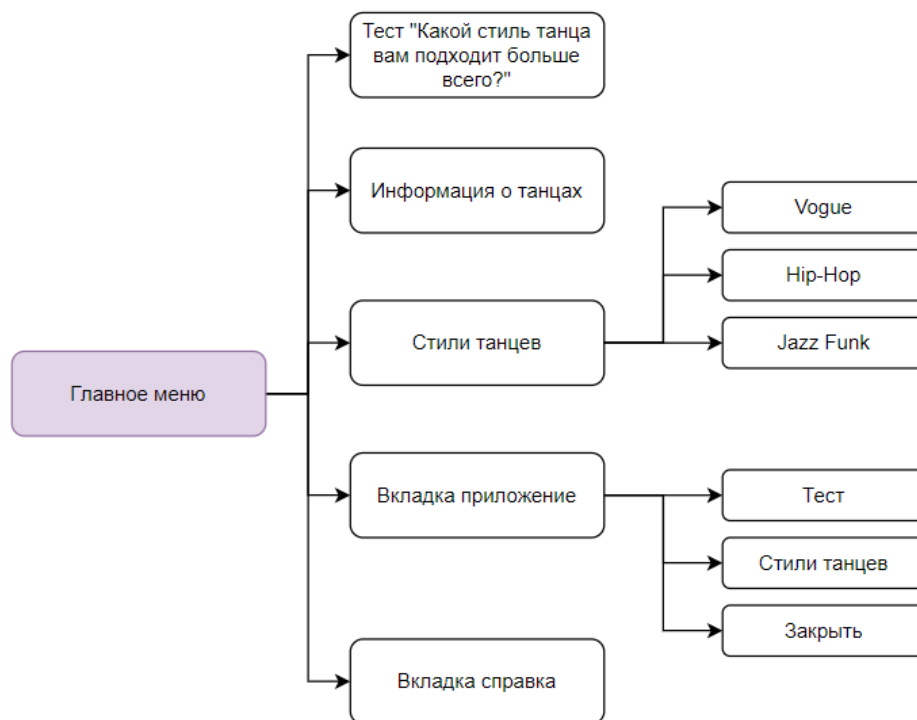 Тест "Какой стиль танца
вам подходит больше
всего?"
Информация о танцах
Vogue
Hip-Hop
Стили танцев
Jazz Funk
Главное меню
Вкладка приложение
Тест
Стили танцев
Закрыть
Вкладка справка